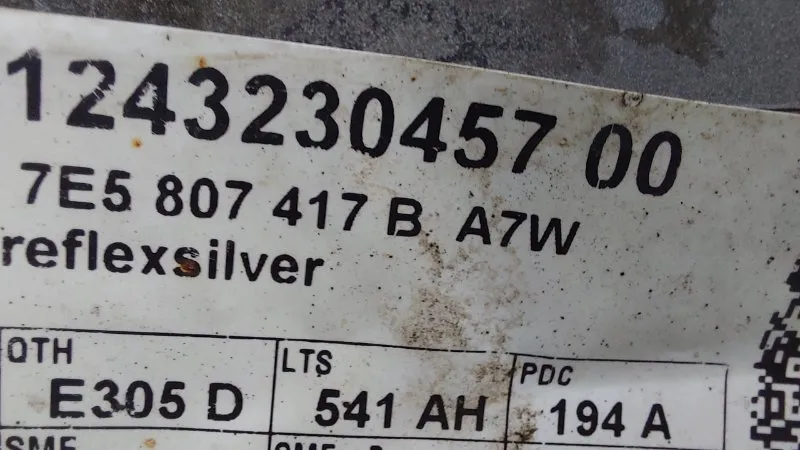 1243230457 00
7E5 807 417 B A7W
reflexsilver
QTH LTS PDC
E305 D 541 AH 194 A